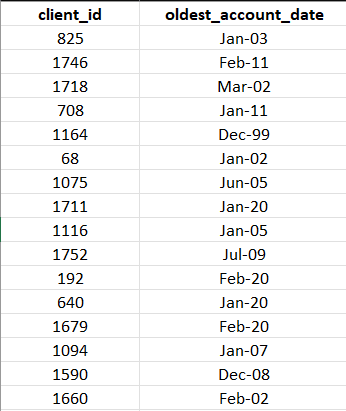 client_id oldest_account_date
825 Jan-03
1746 Feb-11
1718 Mar-02
708 Jan-11
1164 Dec-99
68 Jan-02
1075 Jun-05
1711 Jan-20
1116 Jan-05
1752 Jul-09
192 Feb-20
640 Jan-20
1679 Feb-20
1094 Jan-07
1590 Dec-08
1660 Feb-02